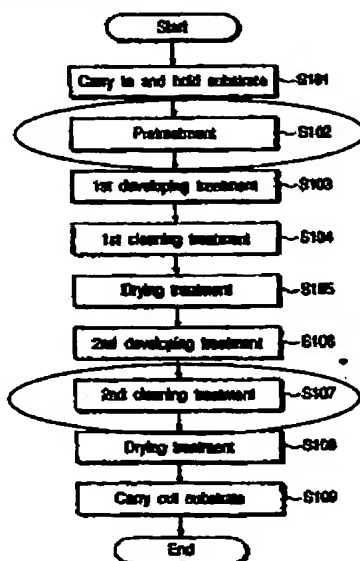 Start
Carry in and hold substrate S101
Pretreatment S102
1st developing treatment S103
1st cleaning treatment S104
Drying treatment S105
2nd developing treatment S106
2nd cleaning treatment S107
Drying treatment S108
Carry out substrate S109
End